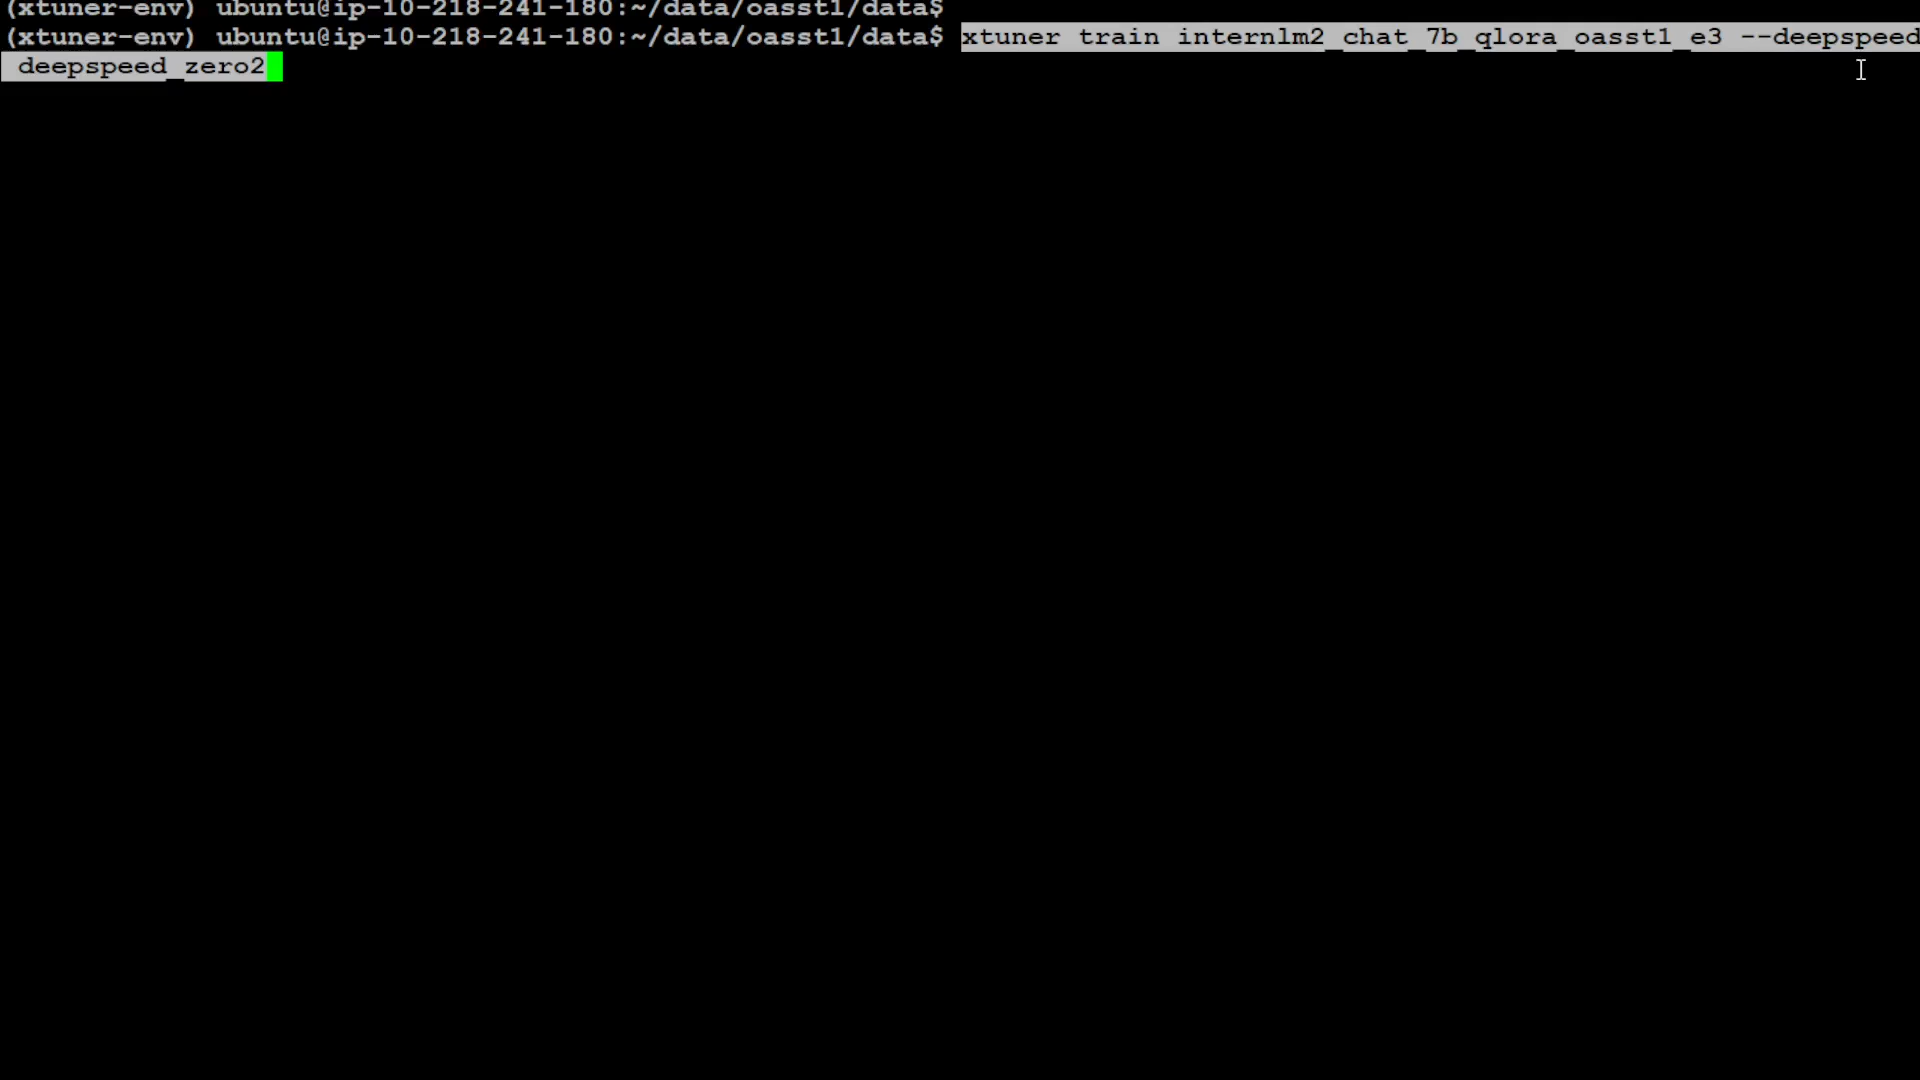 (xtuner-env) ubuntu@ip-10-218-241-180:~/data/oasst1/data$
(xtuner-env) ubuntu@ip-10-218-241-180:~/data/oasst1/data$ xtuner train internlm2_chat_7b_qlora_oasst1_e3 --deepspeed
deepspeed_zero2